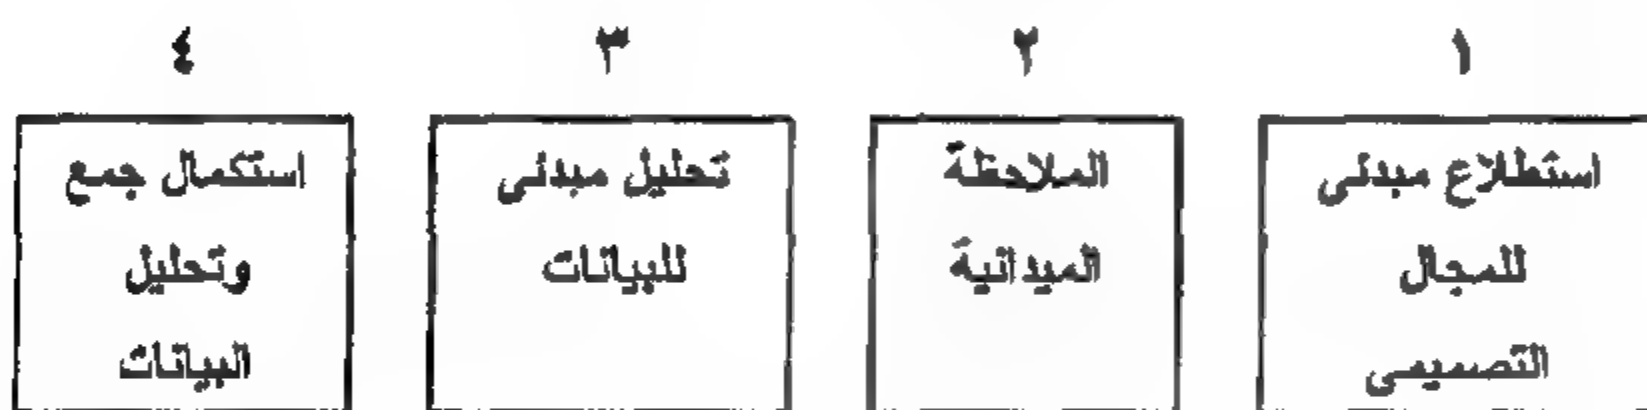 ١
استطلاع مبدئى
للمجال
التصميمى
٢
الملاحظة
الميدانية
٣
تحليل مبدئى
للبيانات
٤
استكمال جمع
وتحليل
البيانات